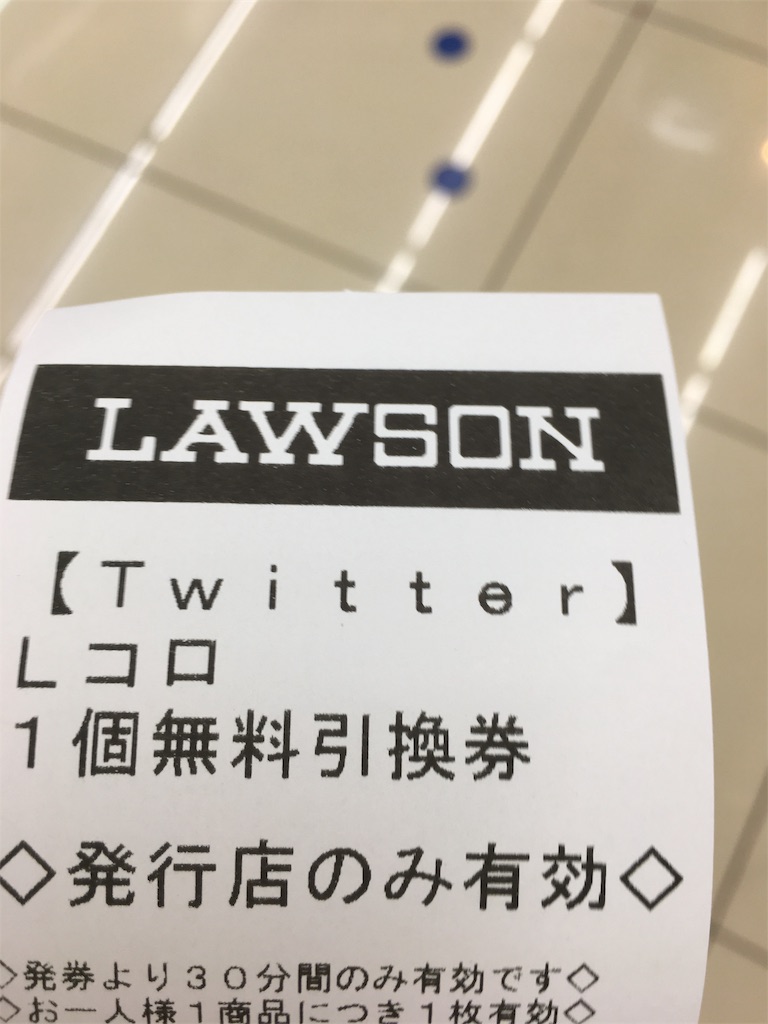 LAWSON
【Twitter】
Lコロ
1個無料引換券
◇発行店のみ有効◇
◇発券より30分間のみ有効です◇
◇お一人様1商品につき1枚有効◇